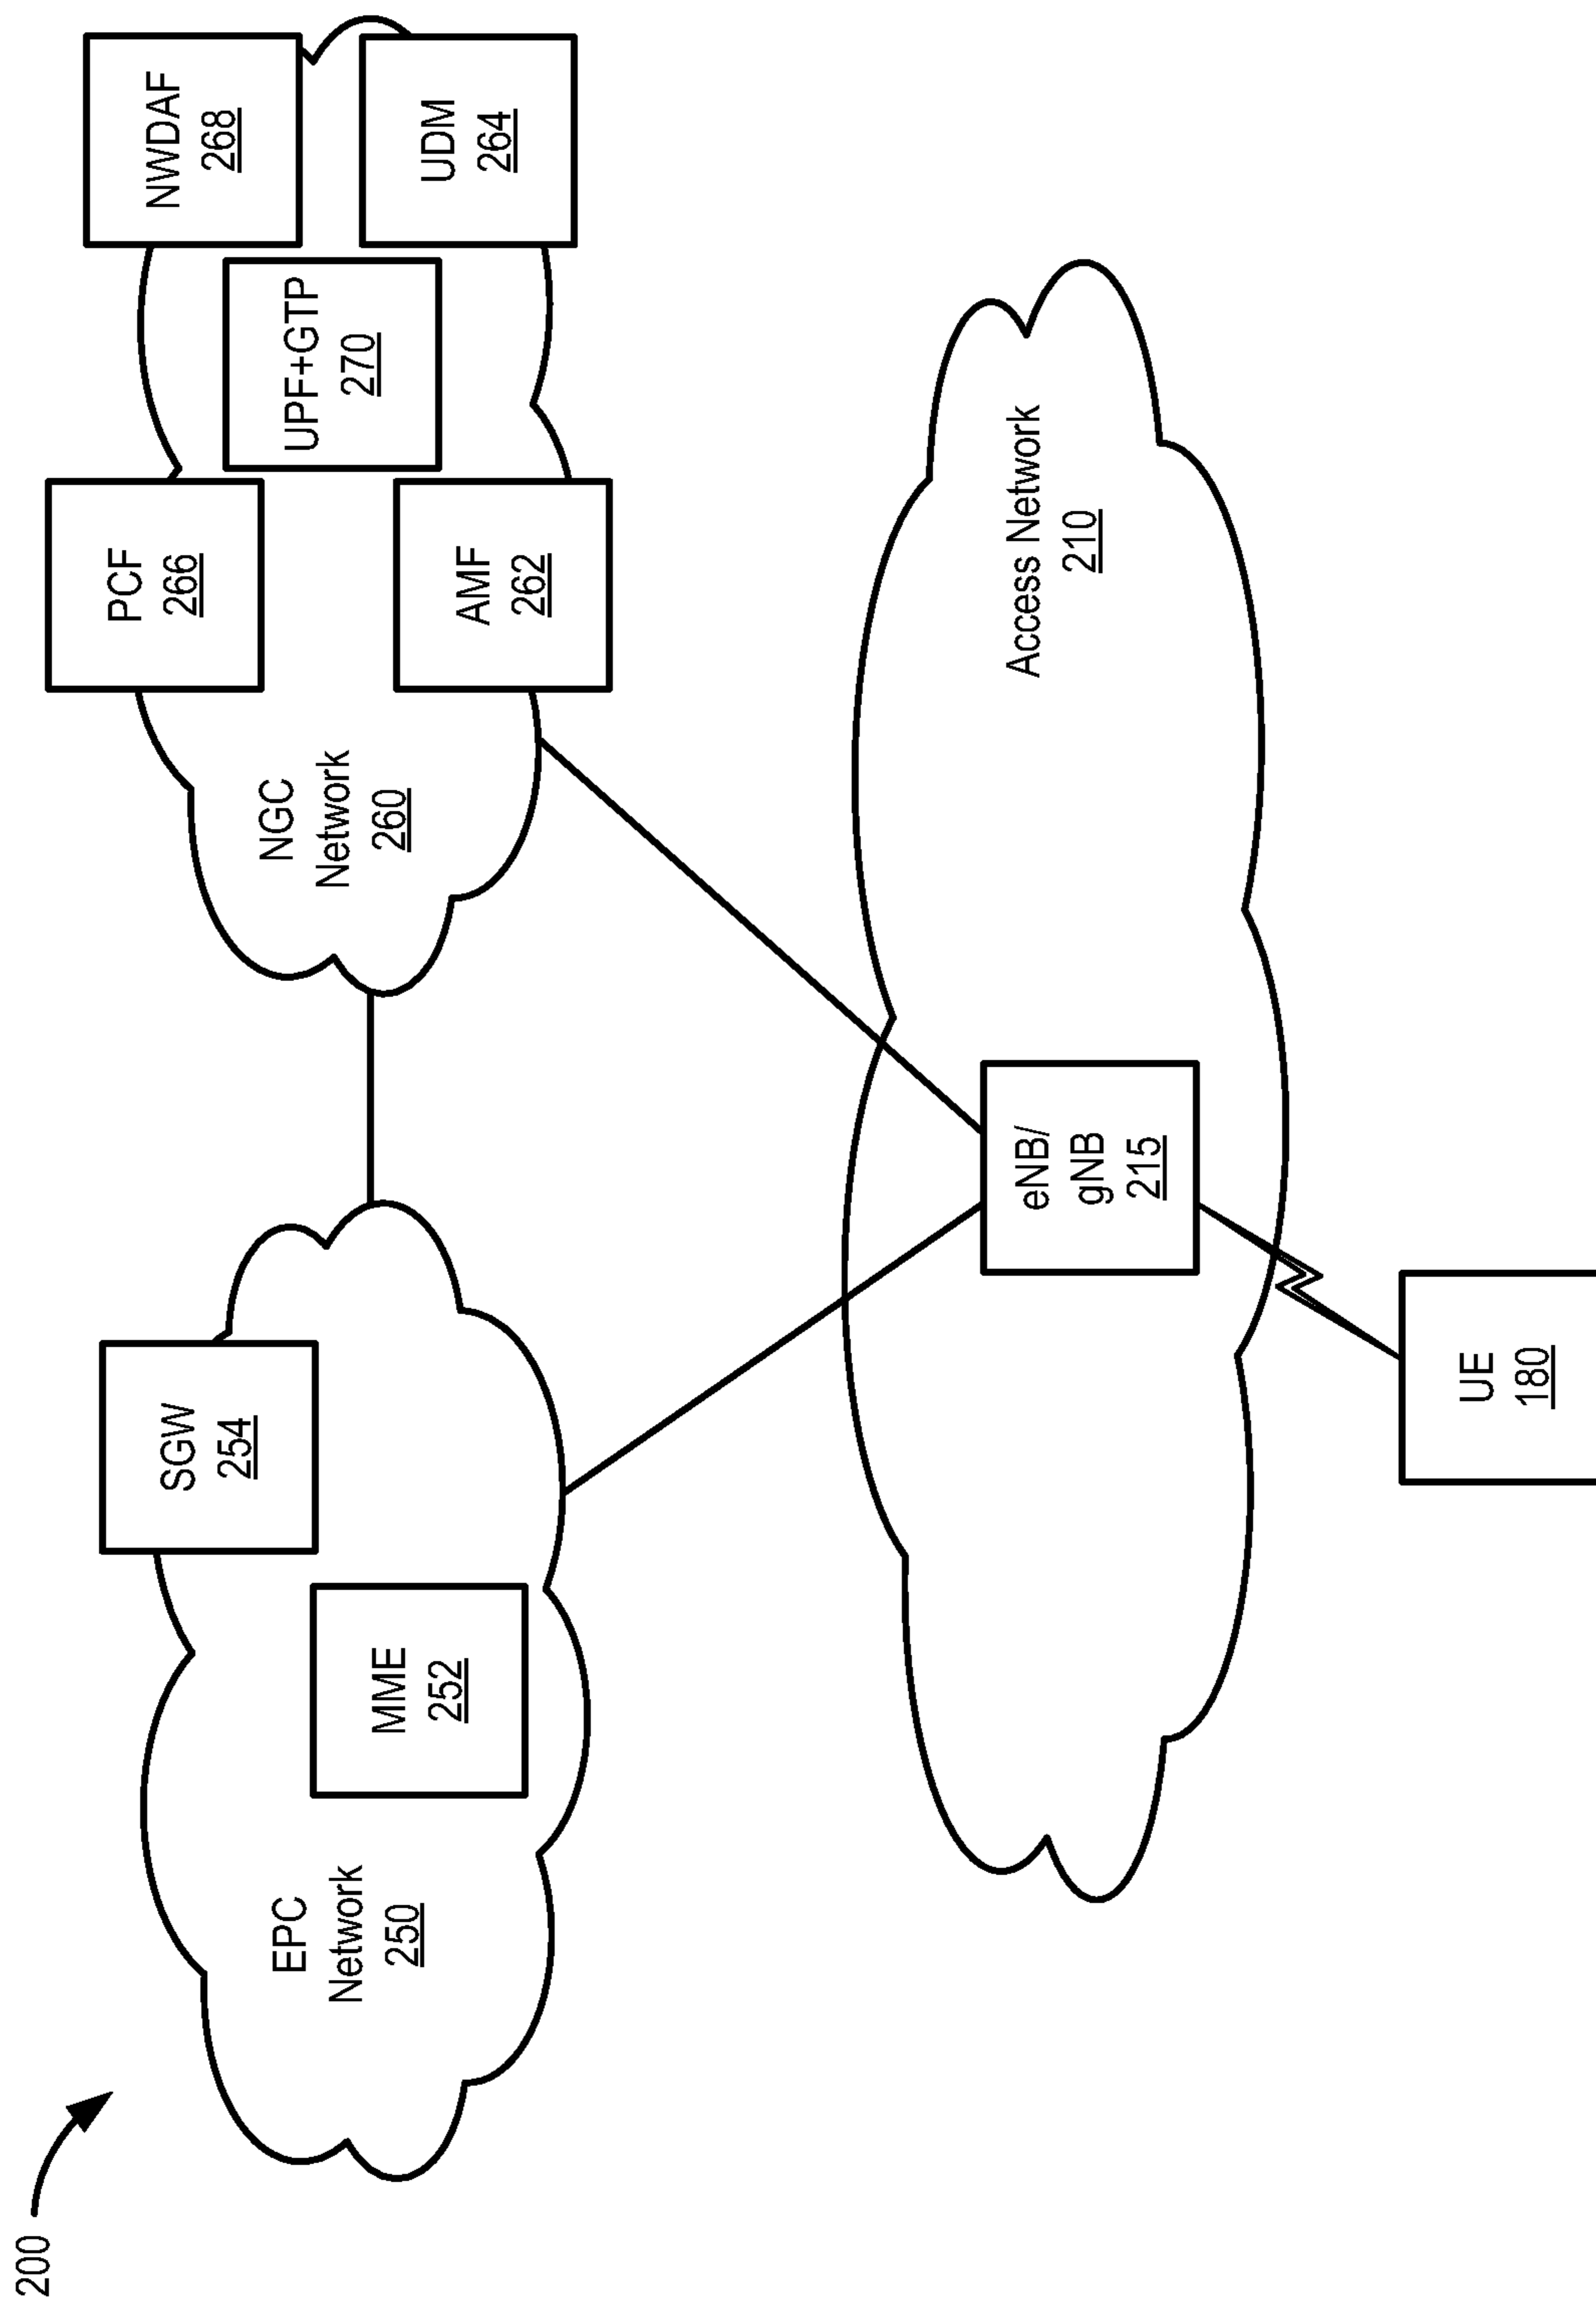 200
EPC
Network
250
MME
252
SGW
254
NGC
Network
260
PCF
266
AMF
262
UPF+GTP
270
NWDAF
268
UDM
264
Access Network
210
eNB/
gNB
215
UE
180